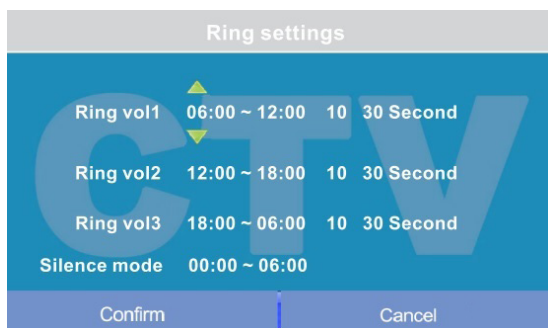 Ring settings
CTV
Ring vol1 06:00 ~ 12:00 10 30 Second
Ring vol2 12:00 ~ 18:00 10 30 Second
Ring vol3 18:00 ~ 06:00 10 30 Second
Silence mode 00:00 ~ 06:00
Confirm Cancel